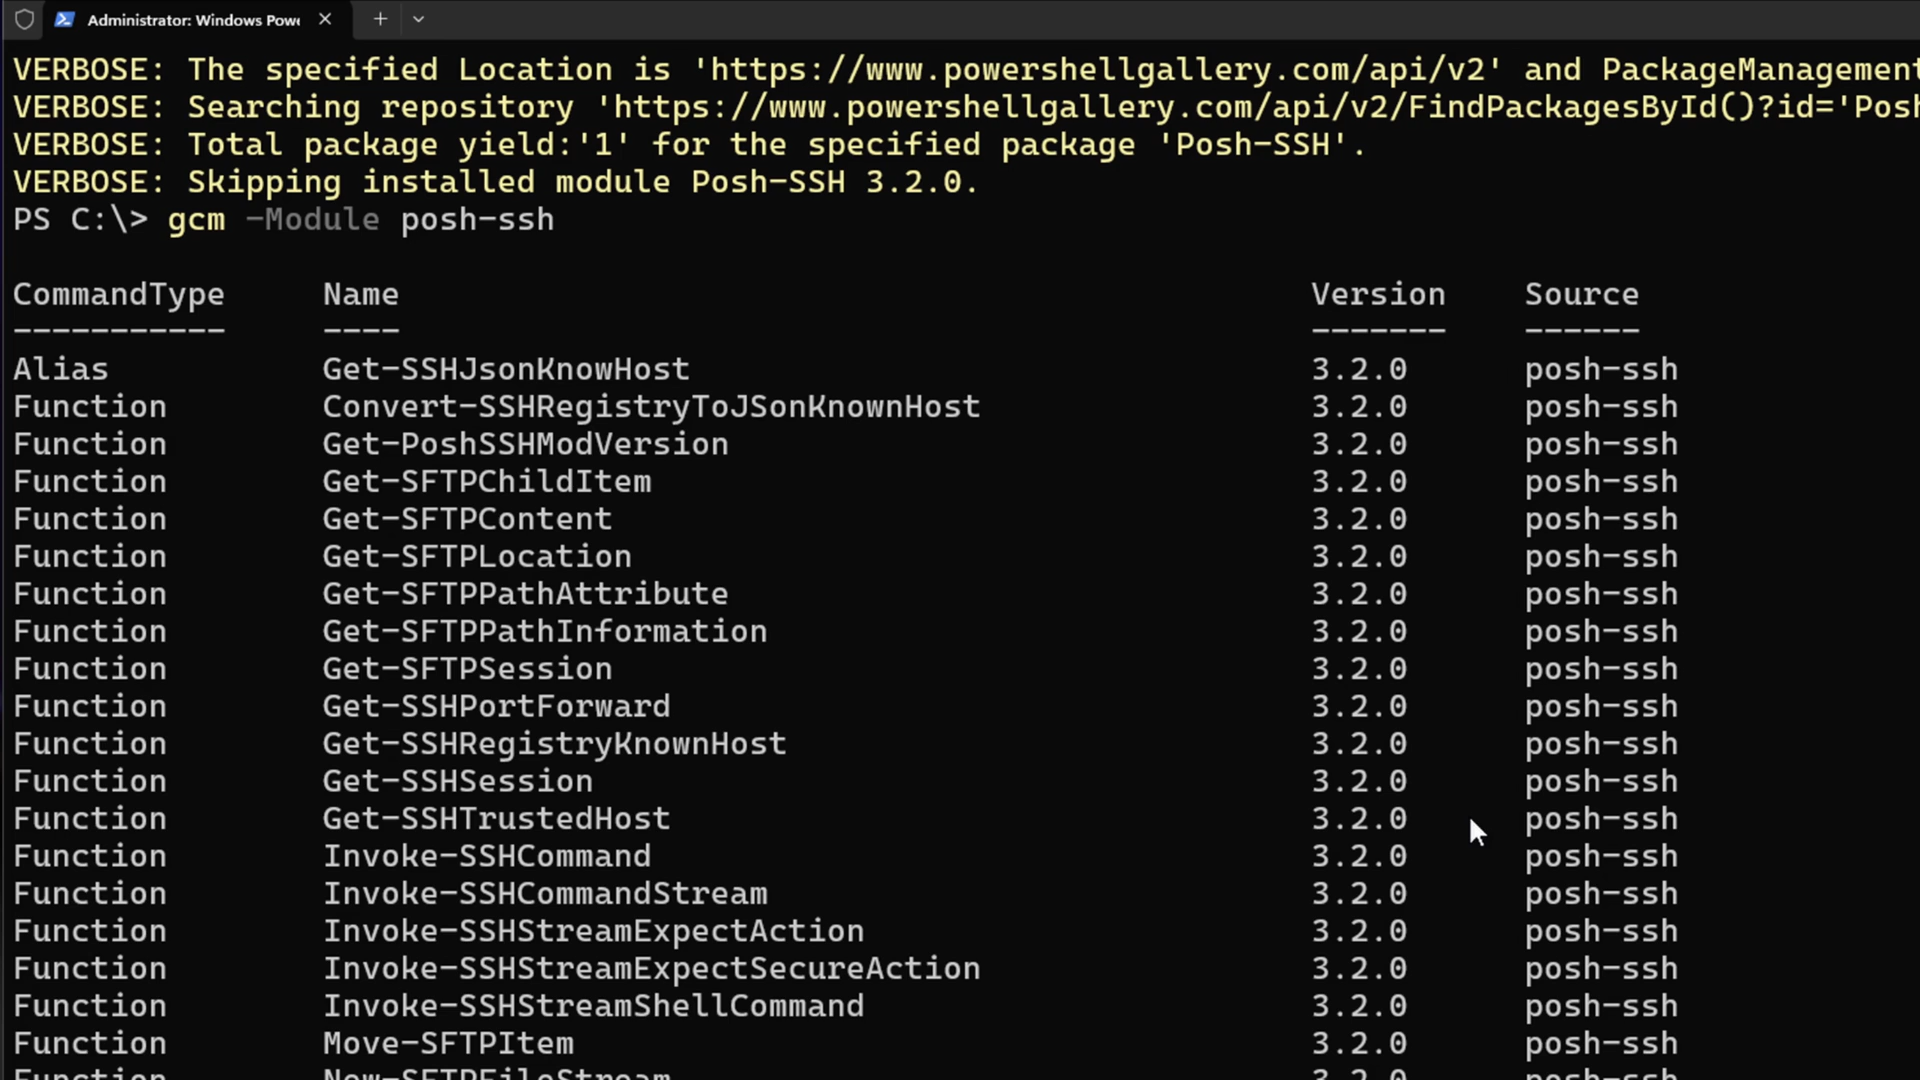 Administrator: Windows Powe
VERBOSE: The specified Location is 'https://www.powershellgallery.com/api/v2' and PackageManagement
VERBOSE: Searching repository 'https://www.powershellgallery.com/api/v2/FindPackagesById()?id='Posh
VERBOSE: Total package yield:'1' for the specified package 'Posh-SSH'.
VERBOSE: Skipping installed module Posh-SSH 3.2.0.
PS C:\> gcm -Module posh-ssh
CommandType Name Version Source
----------- ---- ------- ------
Alias Get-SSHJsonKnowHost 3.2.0 posh-ssh
Function Convert-SSHRegistryToJSonKnownHost 3.2.0 posh-ssh
Function Get-PoshSSHModVersion 3.2.0 posh-ssh
Function Get-SFTPChildItem 3.2.0 posh-ssh
Function Get-SFTPContent 3.2.0 posh-ssh
Function Get-SFTPLocation 3.2.0 posh-ssh
Function Get-SFTPPathAttribute 3.2.0 posh-ssh
Function Get-SFTPPathInformation 3.2.0 posh-ssh
Function Get-SFTPSession 3.2.0 posh-ssh
Function Get-SSHPortForward 3.2.0 posh-ssh
Function Get-SSHRegistryKnownHost 3.2.0 posh-ssh
Function Get-SSHSession 3.2.0 posh-ssh
Function Get-SSHTrustedHost 3.2.0 posh-ssh
Function Invoke-SSHCommand 3.2.0 posh-ssh
Function Invoke-SSHCommandStream 3.2.0 posh-ssh
Function Invoke-SSHStreamExpectAction 3.2.0 posh-ssh
Function Invoke-SSHStreamExpectSecureAction 3.2.0 posh-ssh
Function Invoke-SSHStreamShellCommand 3.2.0 posh-ssh
Function Move-SFTPItem 3.2.0 posh-ssh
Function New-SFTPFileStream 3.2.0 posh-ssh